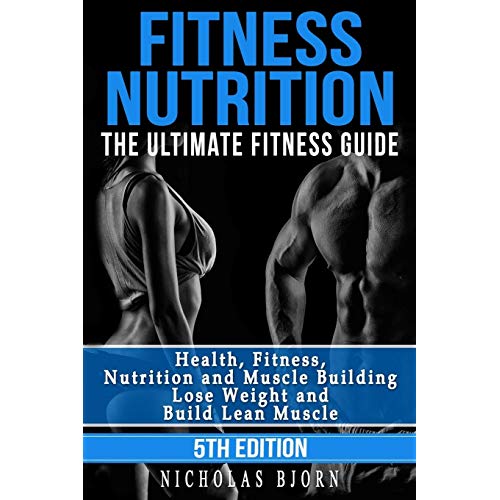 FITNESS
NUTRITION
THE ULTIMATE FITNESS GUIDE
Health, Fitness,
Nutrition and Muscle Building
Lose Weight and
Build Lean Muscle
5TH EDITION
NICHOLAS BJORN